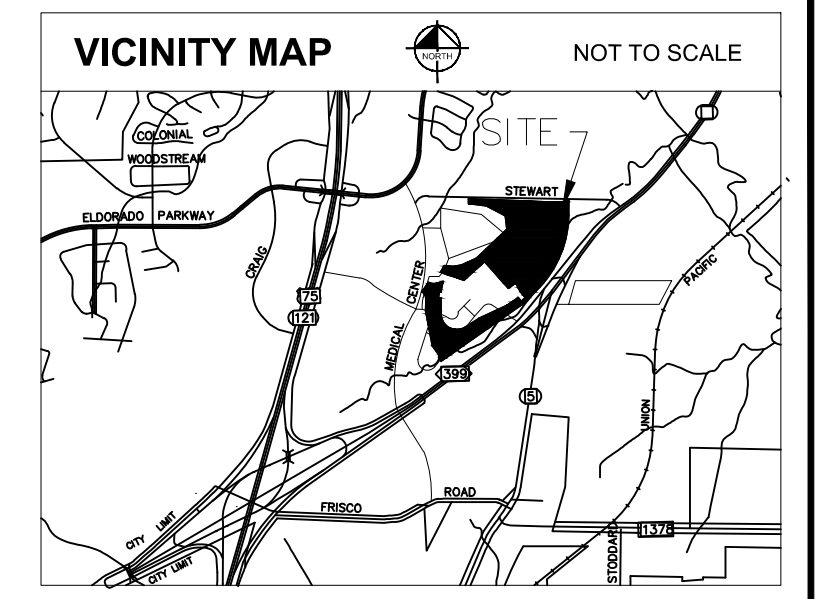 VICINITY MAP
NORTH
NOT TO SCALE
COLONIAL
WOODSTREAM
SITE
STEWART
ELDORADO PARKWAY
CRAIG
PACIFIC
CENTER
75
121
MEDICAL
399
5
UNION
ROAD
FRISCO
CITY LIMIT
1378
STODDARD
CITY LIMIT